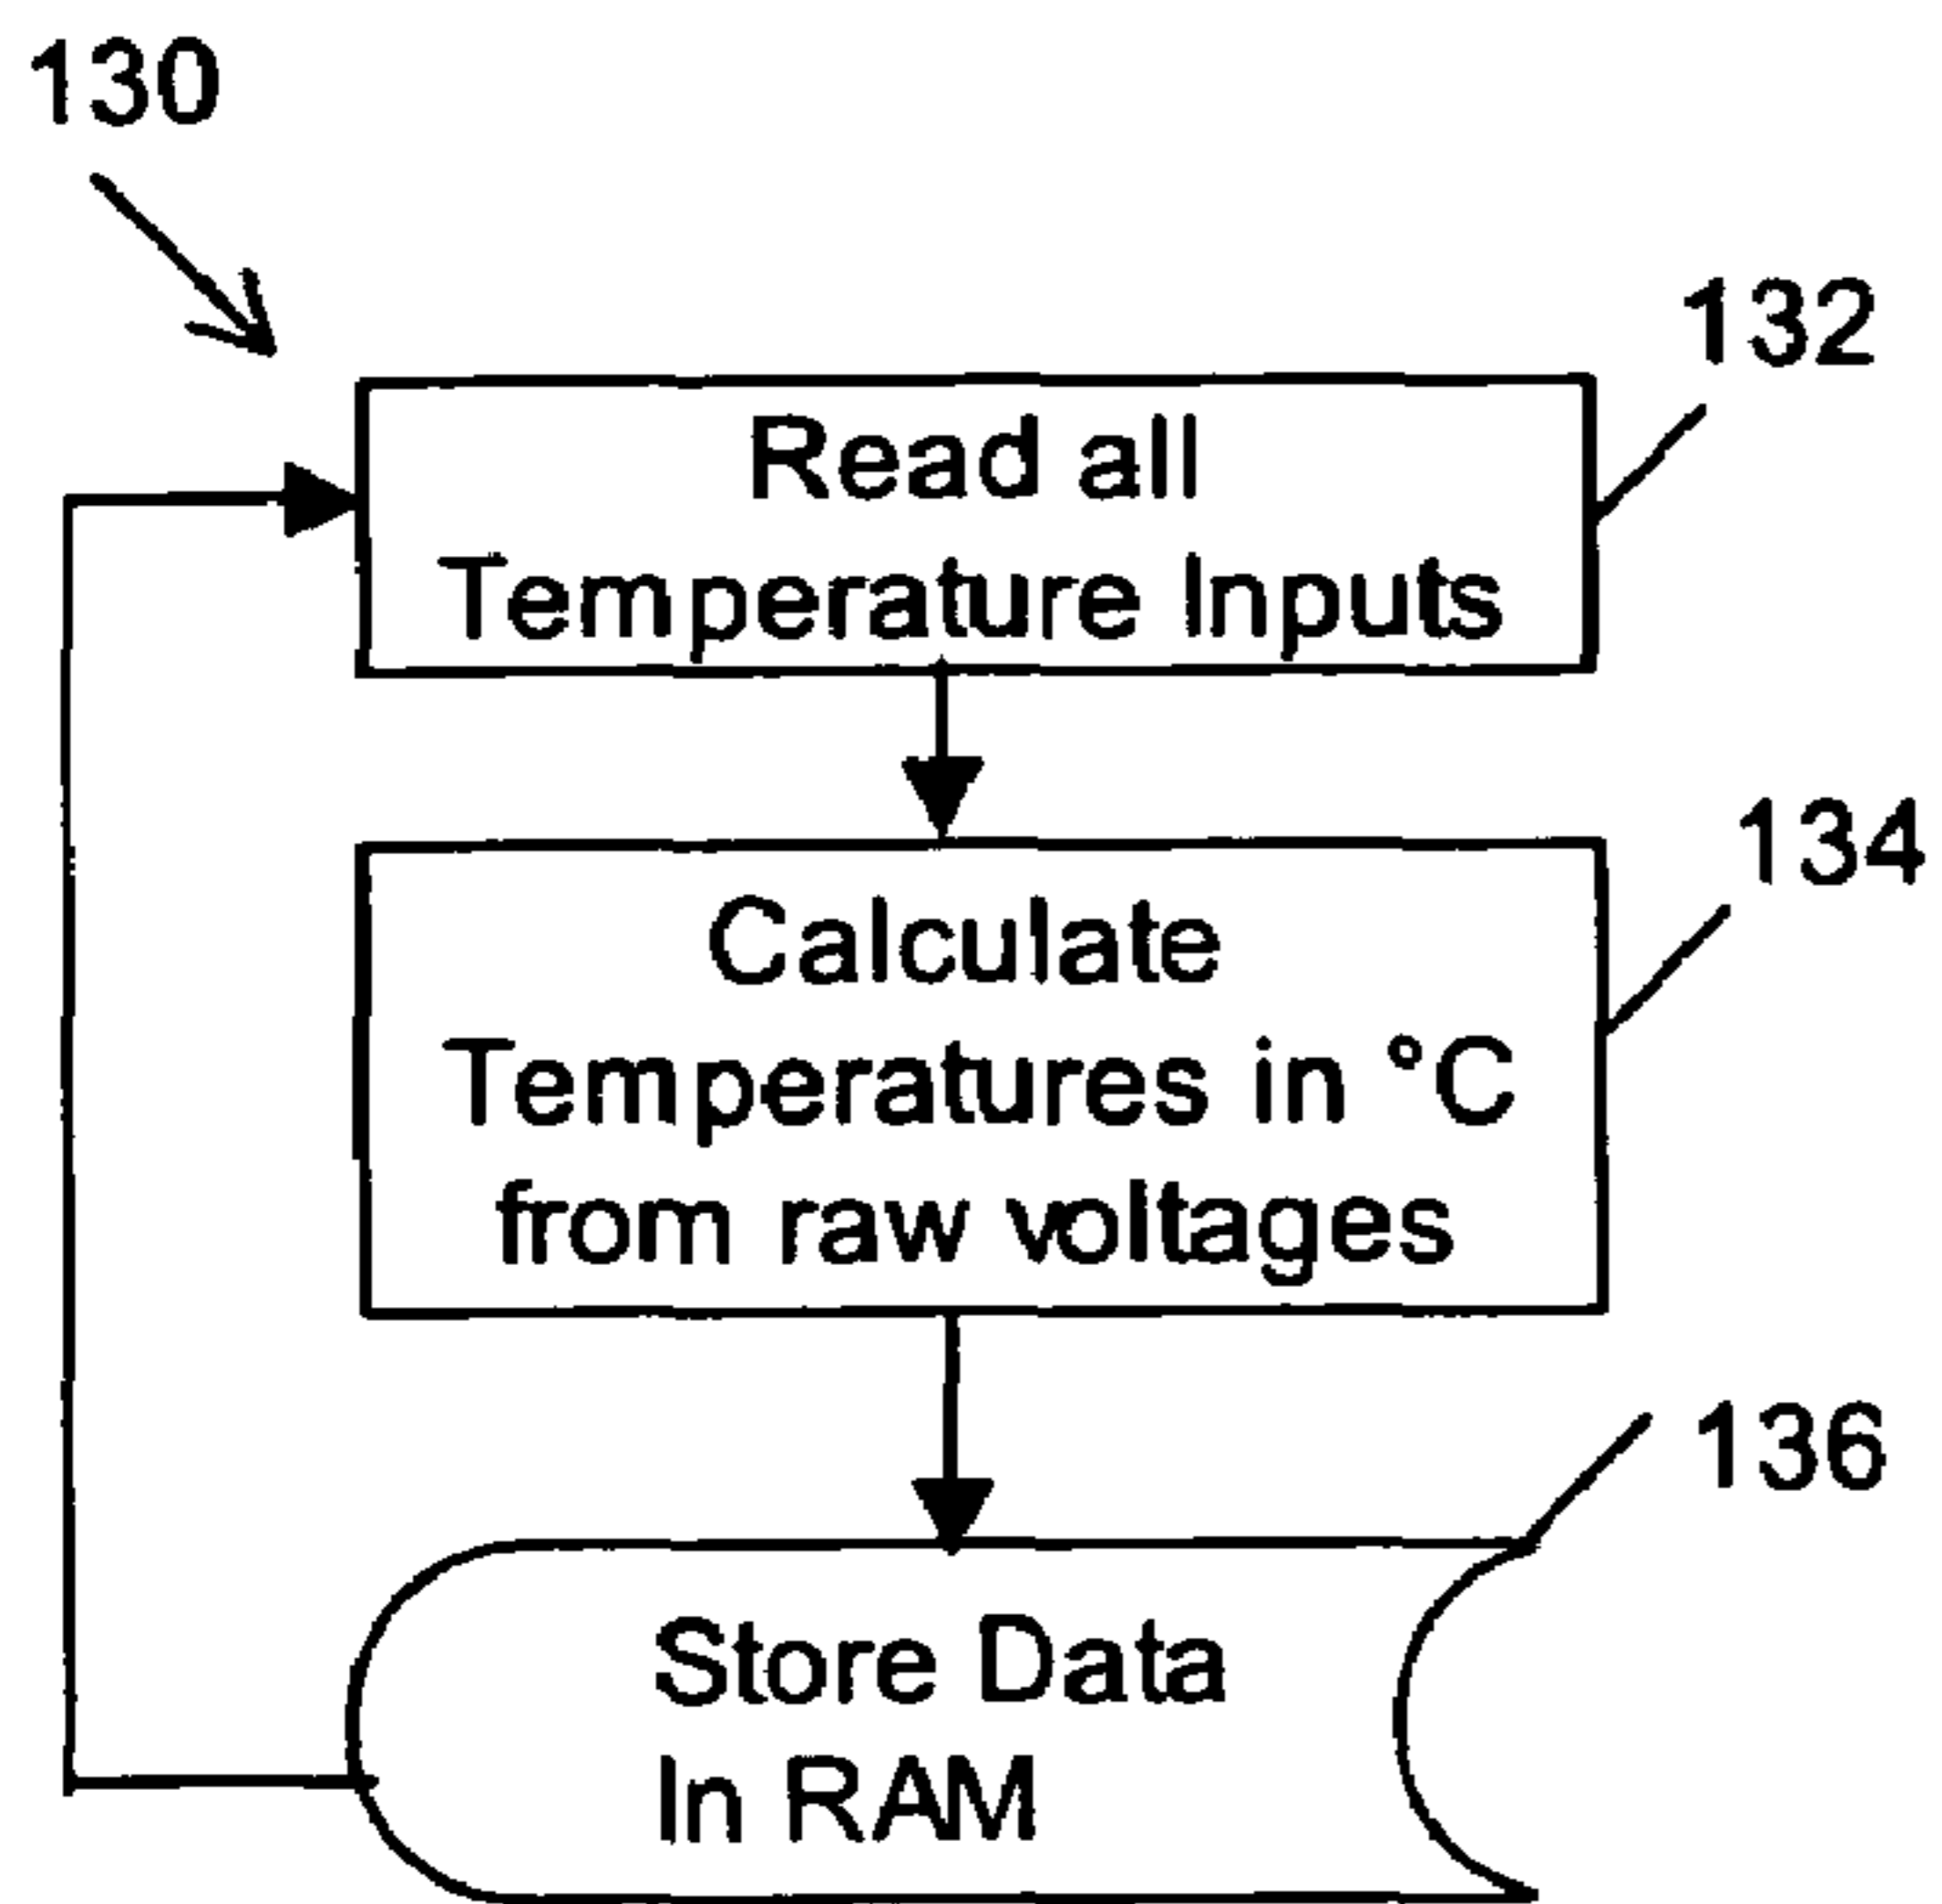 130
132
Read all
Temperature Inputs
134
Calculate
Temperatures in °C
from raw voltages
136
Store Data
In RAM